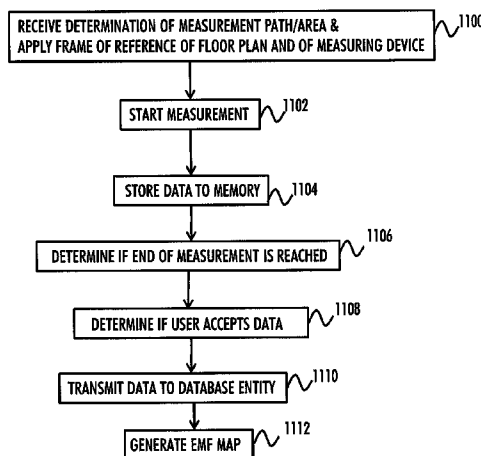 RECEIVE DETERMINATION OF MEASUREMENT PATH/AREA &
APPLY FRAME OF REFERENCE OF FLOOR PLAN AND OF MEASURING DEVICE
1100
START MEASUREMENT
1102
STORE DATA TO MEMORY
1104
DETERMINE IF END OF MEASUREMENT IS REACHED
1106
DETERMINE IF USER ACCEPTS DATA
1108
TRANSMIT DATA TO DATABASE ENTITY
1110
GENERATE EMF MAP
1112